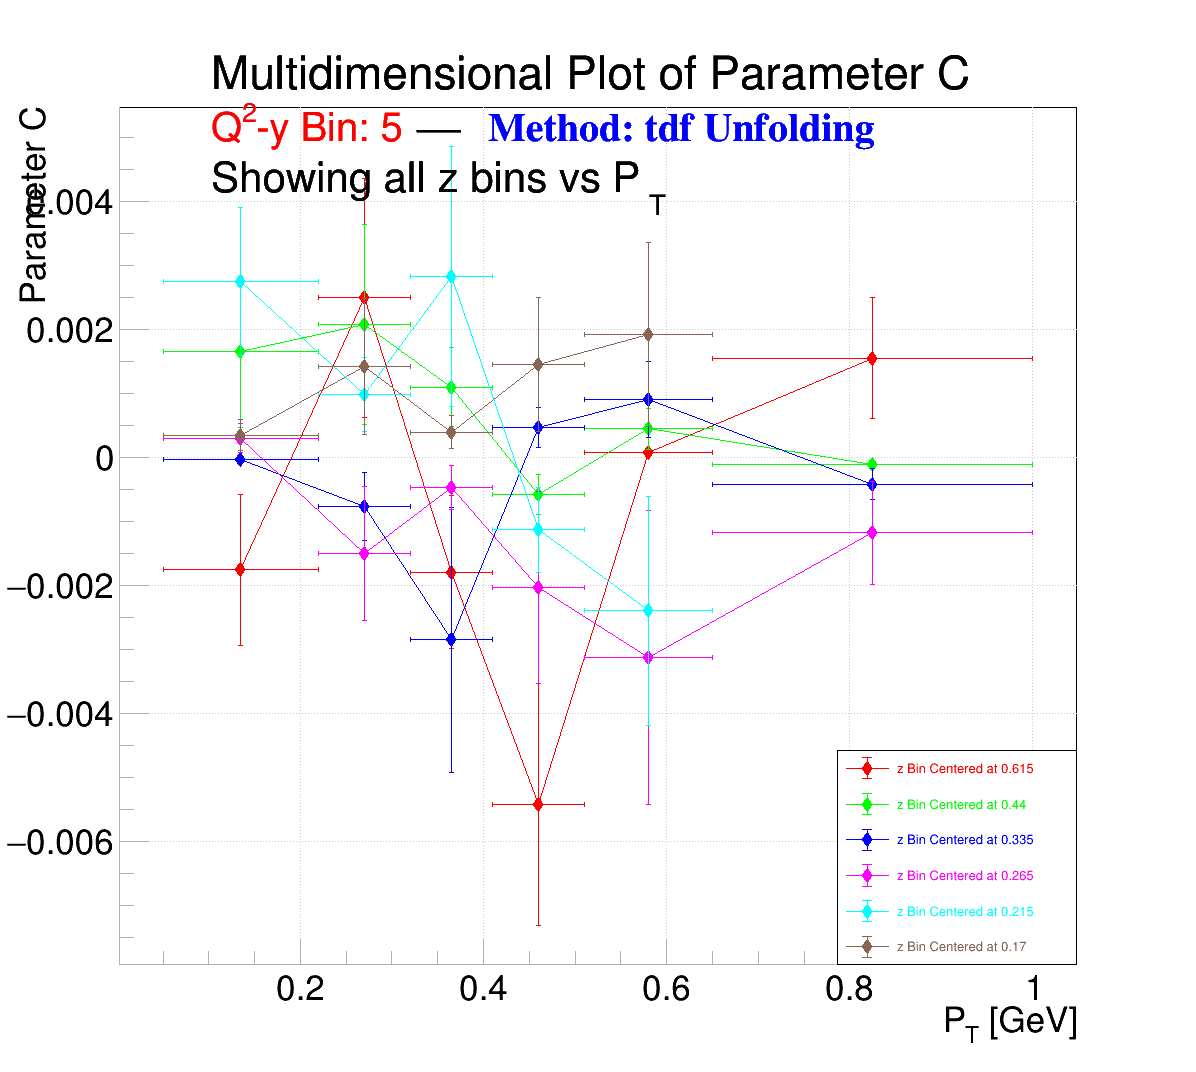 Multidimensional Plot of Parameter C
Q²-y Bin: 5 — Method: tdf Unfolding
Showing all z bins vs P_T
Parameter C
0.004
0.002
0
−0.002
−0.004
−0.006
0.2 0.4 0.6 0.8 1
P_T [GeV]
z Bin Centered at 0.615
z Bin Centered at 0.44
z Bin Centered at 0.335
z Bin Centered at 0.265
z Bin Centered at 0.215
z Bin Centered at 0.17